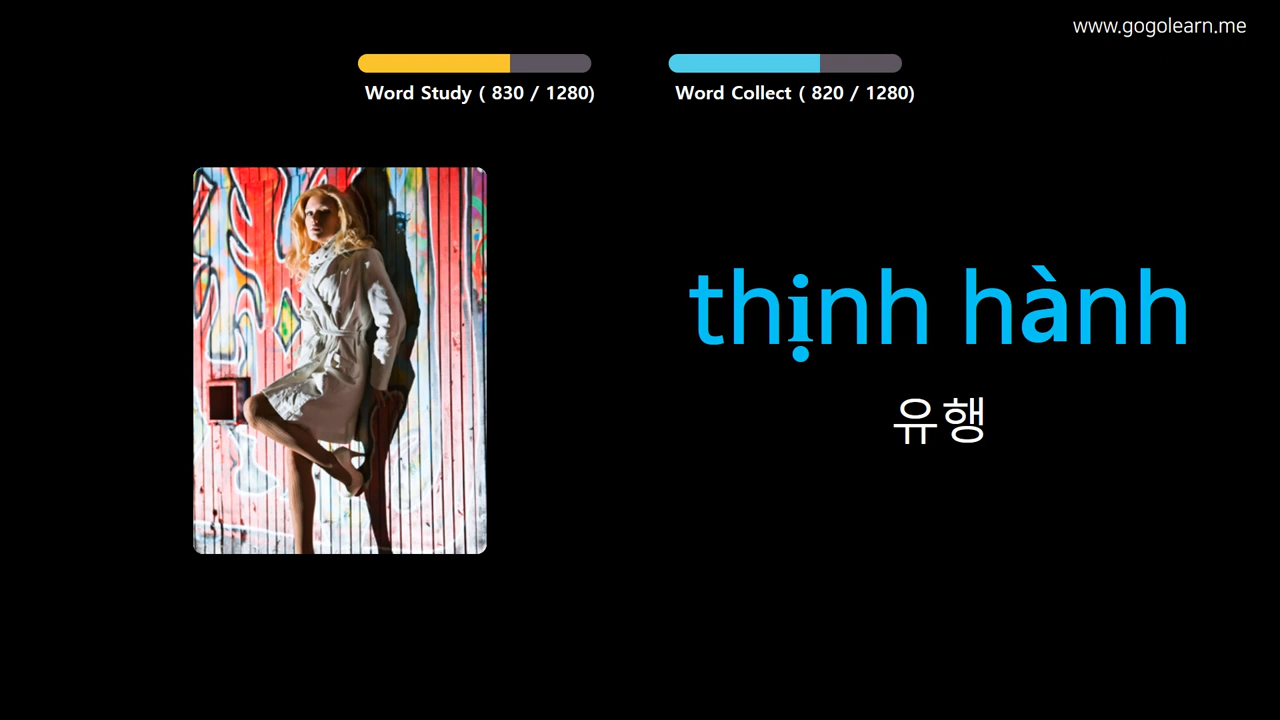 www.gogolearn.me
Word Study ( 830 / 1280)
Word Collect ( 820 / 1280)
thịnh hành
유행